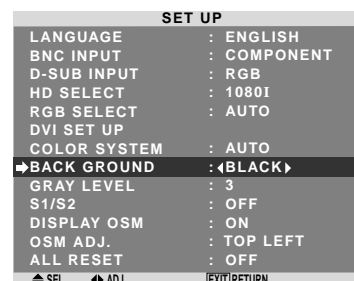 SET UP
LANGUAGE : ENGLISH
BNC INPUT : COMPONENT
D-SUB INPUT : RGB
HD SELECT : 1080I
RGB SELECT : AUTO
DVI SET UP
COLOR SYSTEM : AUTO
BACK GROUND : BLACK
GRAY LEVEL : 3
S1/S2 : OFF
DISPLAY OSM : ON
OSM ADJ. : TOP LEFT
ALL RESET : OFF
SEL. ADJ. EXIT RETURN